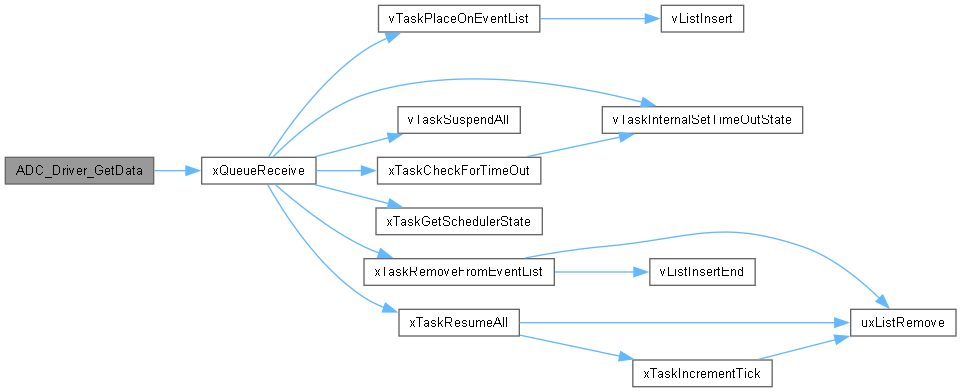 vTaskPlaceOnEventList
vListInsert
vTaskSuspendAll
vTaskInternalSetTimeOutState
ADC_Driver_GetData
xQueueReceive
xTaskCheckForTimeOut
xTaskGetSchedulerState
xTaskRemoveFromEventList
vListInsertEnd
xTaskResumeAll
uxListRemove
xTaskIncrementTick